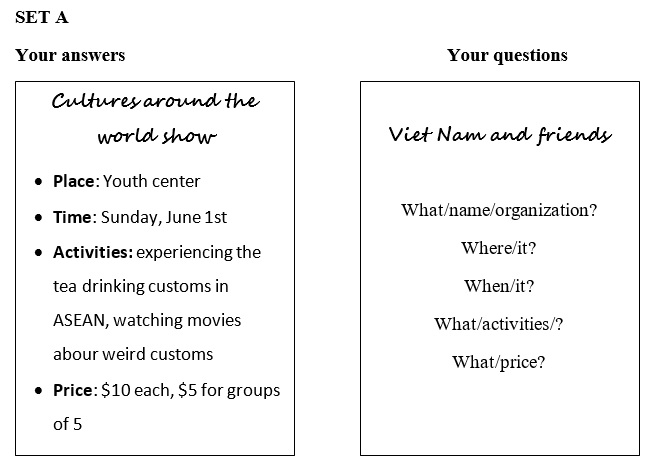 SET A
Your answers
Your questions
Cultures around the
world show
• Place: Youth center
• Time: Sunday, June 1st
• Activities: experiencing the
tea drinking customs in
ASEAN, watching movies
abour weird customs
• Price: $10 each, $5 for groups
of 5
Viet Nam and friends
What/name/organization?
Where/it?
When/it?
What/activities/?
What/price?